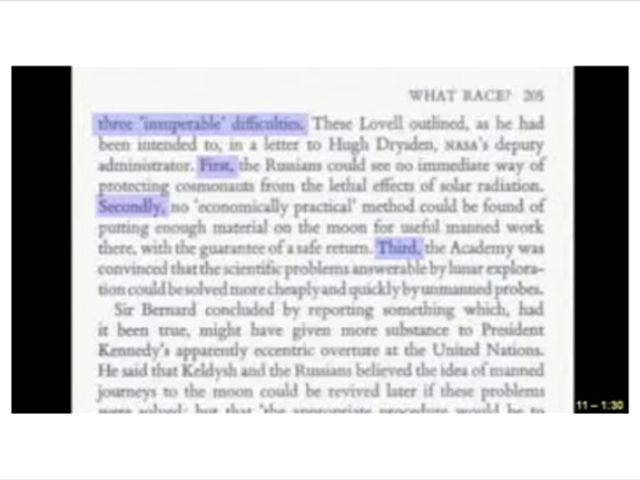 WHAT RACE? 205
three 'insuperable' difficulties. These Lovell outlined, as he had
been intended to, in a letter to Hugh Dryden, NASA's deputy
administrator. First, the Russians could see no immediate way of
protecting cosmonauts from the lethal effects of solar radiation.
Secondly, no 'economically practical' method could be found of
putting enough material on the moon for useful manned work
there, with the guarantee of a safe return. Third, the Academy was
convinced that the scientific problems answerable by lunar explora-
tion could be solved more cheaply and quickly by unmanned probes.
Sir Bernard concluded by reporting something which, had
it been true, might have given more substance to President
Kennedy's apparently eccentric overture at the United Nations.
He said that Keldysh and the Russians believed the idea of manned
journeys to the moon could be revived later if these problems
were solved; but that 'the appropriate procedure would be to
11 – 1:30